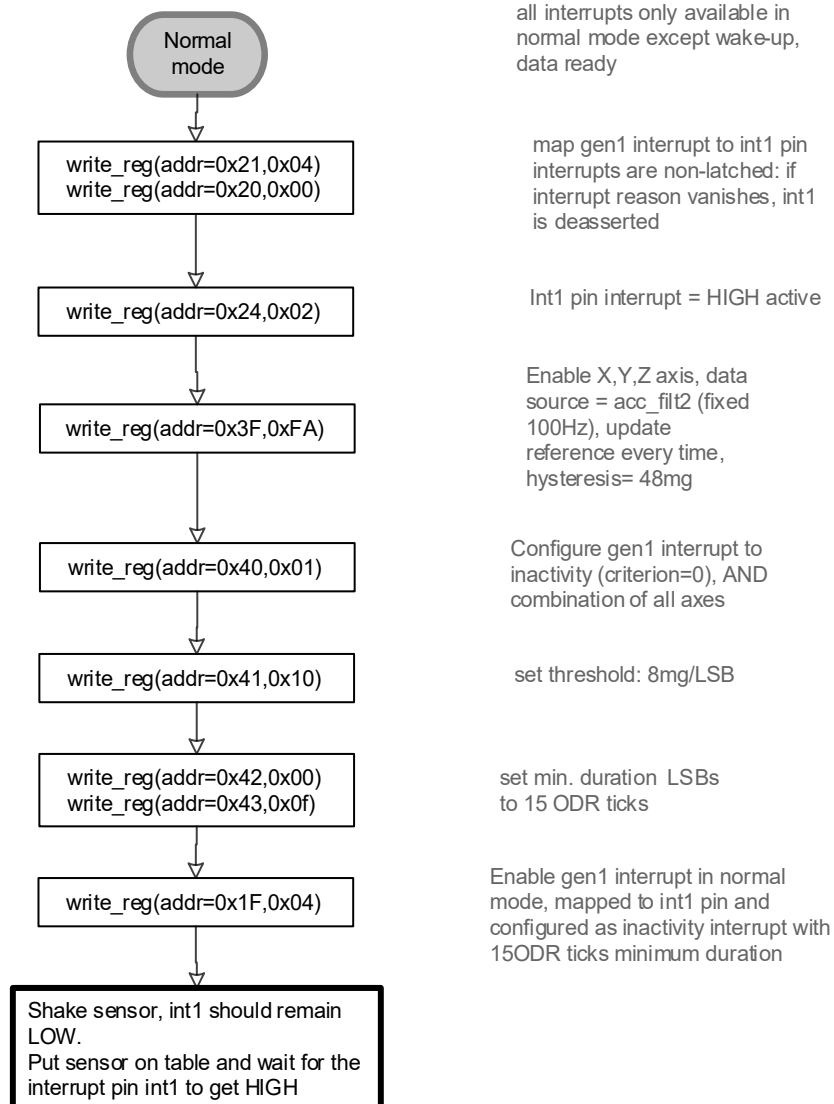 all interrupts only available in
normal mode except wake-up,
data ready
Normal
mode
write_reg(addr=0x21,0x04)
write_reg(addr=0x20,0x00)
map gen1 interrupt to int1 pin
interrupts are non-latched: if
interrupt reason vanishes, int1
is deasserted
write_reg(addr=0x24,0x02)
Int1 pin interrupt = HIGH active
write_reg(addr=0x3F,0xFA)
Enable X,Y,Z axis, data
source = acc_filt2 (fixed
100Hz), update
reference every time,
hysteresis= 48mg
write_reg(addr=0x40,0x01)
Configure gen1 interrupt to
inactivity (criterion=0), AND
combination of all axes
write_reg(addr=0x41,0x10)
set threshold: 8mg/LSB
write_reg(addr=0x42,0x00)
write_reg(addr=0x43,0x0f)
set min. duration LSBs
to 15 ODR ticks
write_reg(addr=0x1F,0x04)
Enable gen1 interrupt in normal
mode, mapped to int1 pin and
configured as inactivity interrupt with
15ODR ticks minimum duration
Shake sensor, int1 should remain
LOW.
Put sensor on table and wait for the
interrupt pin int1 to get HIGH